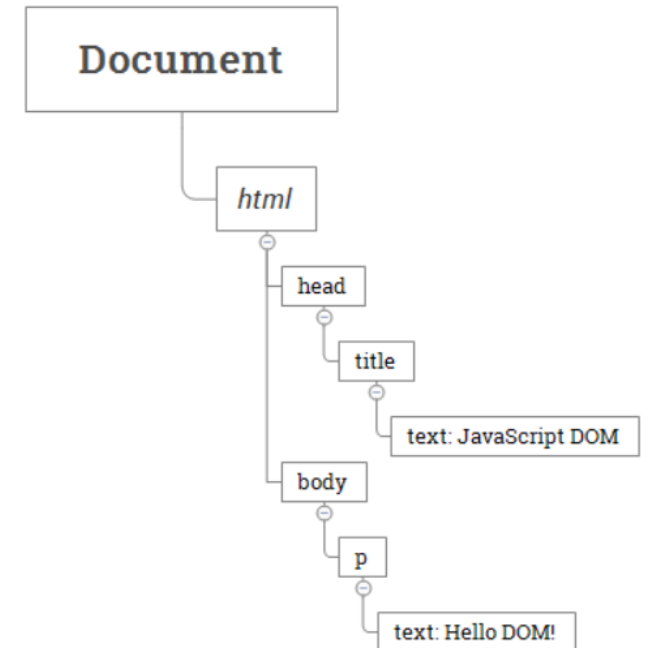 Document
html
head
title
text: JavaScript DOM
body
p
text: Hello DOM!